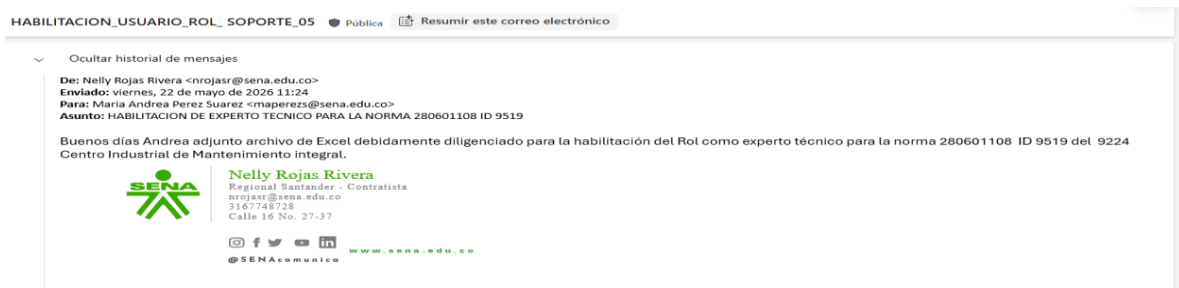 HABILITACION_USUARIO_ROL_ SOPORTE_05 Pública Resumir este correo electrónico
Ocultar historial de mensajes
De: Nelly Rojas Rivera <nrojasr@sena.edu.co>
Enviado: viernes, 22 de mayo de 2026 11:24
Para: Maria Andrea Perez Suarez <maperezs@sena.edu.co>
Asunto: HABILITACION DE EXPERTO TECNICO PARA LA NORMA 280601108 ID 9519
Buenos días Andrea adjunto archivo de Excel debidamente diligenciado para la habilitación del Rol como experto técnico para la norma 280601108 ID 9519 del 9224
Centro Industrial de Mantenimiento integral.
SENA
Nelly Rojas Rivera
Regional Santander - Contratista
nrojasr@sena.edu.co
3167748728
Calle 16 No. 27-37
www.sena.edu.co
@SENAcomunica